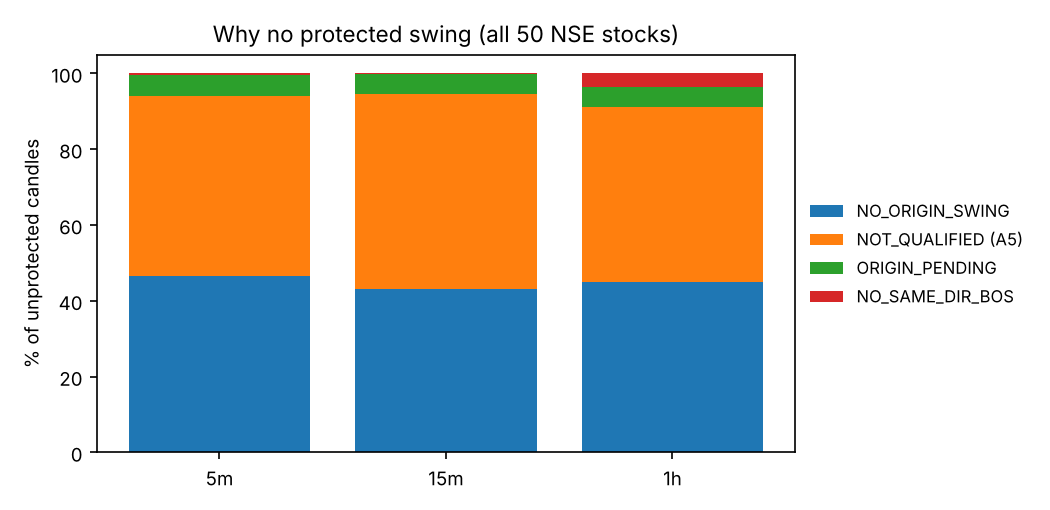 Why no protected swing (all 50 NSE stocks)
% of unprotected candles
100
80
60
40
20
0
5m
15m
1h
NO_ORIGIN_SWING
NOT_QUALIFIED (A5)
ORIGIN_PENDING
NO_SAME_DIR_BOS